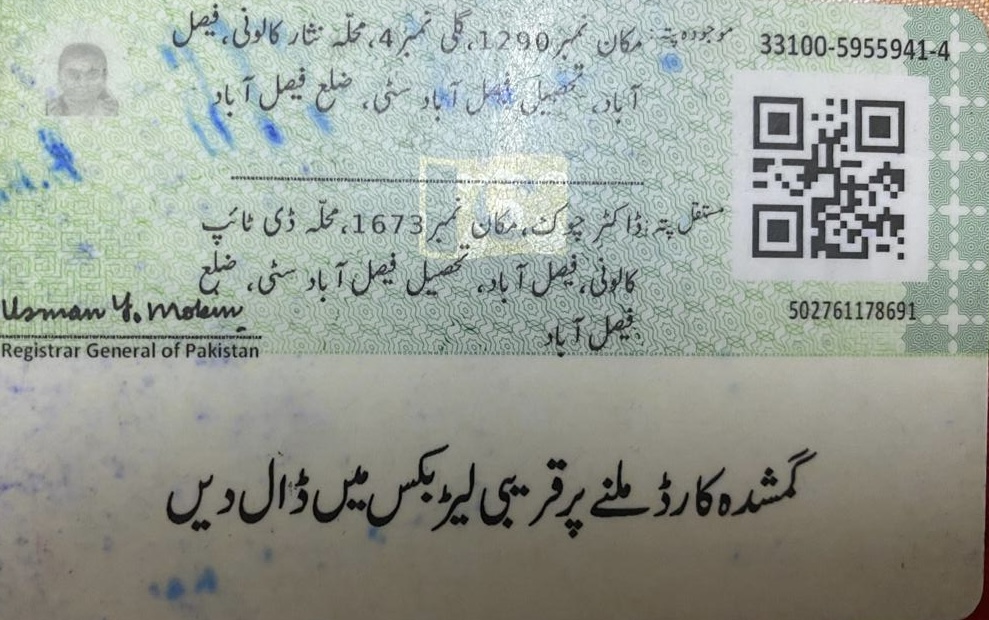 موجودہ پتہ: مکان نمبر 1290، گلی نمبر 4، محلّہ نثار کالونی، فیصل
آباد، تحصیل فیصل آباد سٹی، ضلع فیصل آباد
33100-5955941-4
مستقل پتہ: ڈاکٹر چوک، مکان نمبر 1673، محلّہ ڈی ٹائپ
کالونی، فیصل آباد، تحصیل فیصل آباد سٹی، ضلع
فیصل آباد
502761178691
Usman Y. Mobin
Registrar General of Pakistan
گمشدہ کارڈ ملنے پر قریبی لیٹر بکس میں ڈال دیں